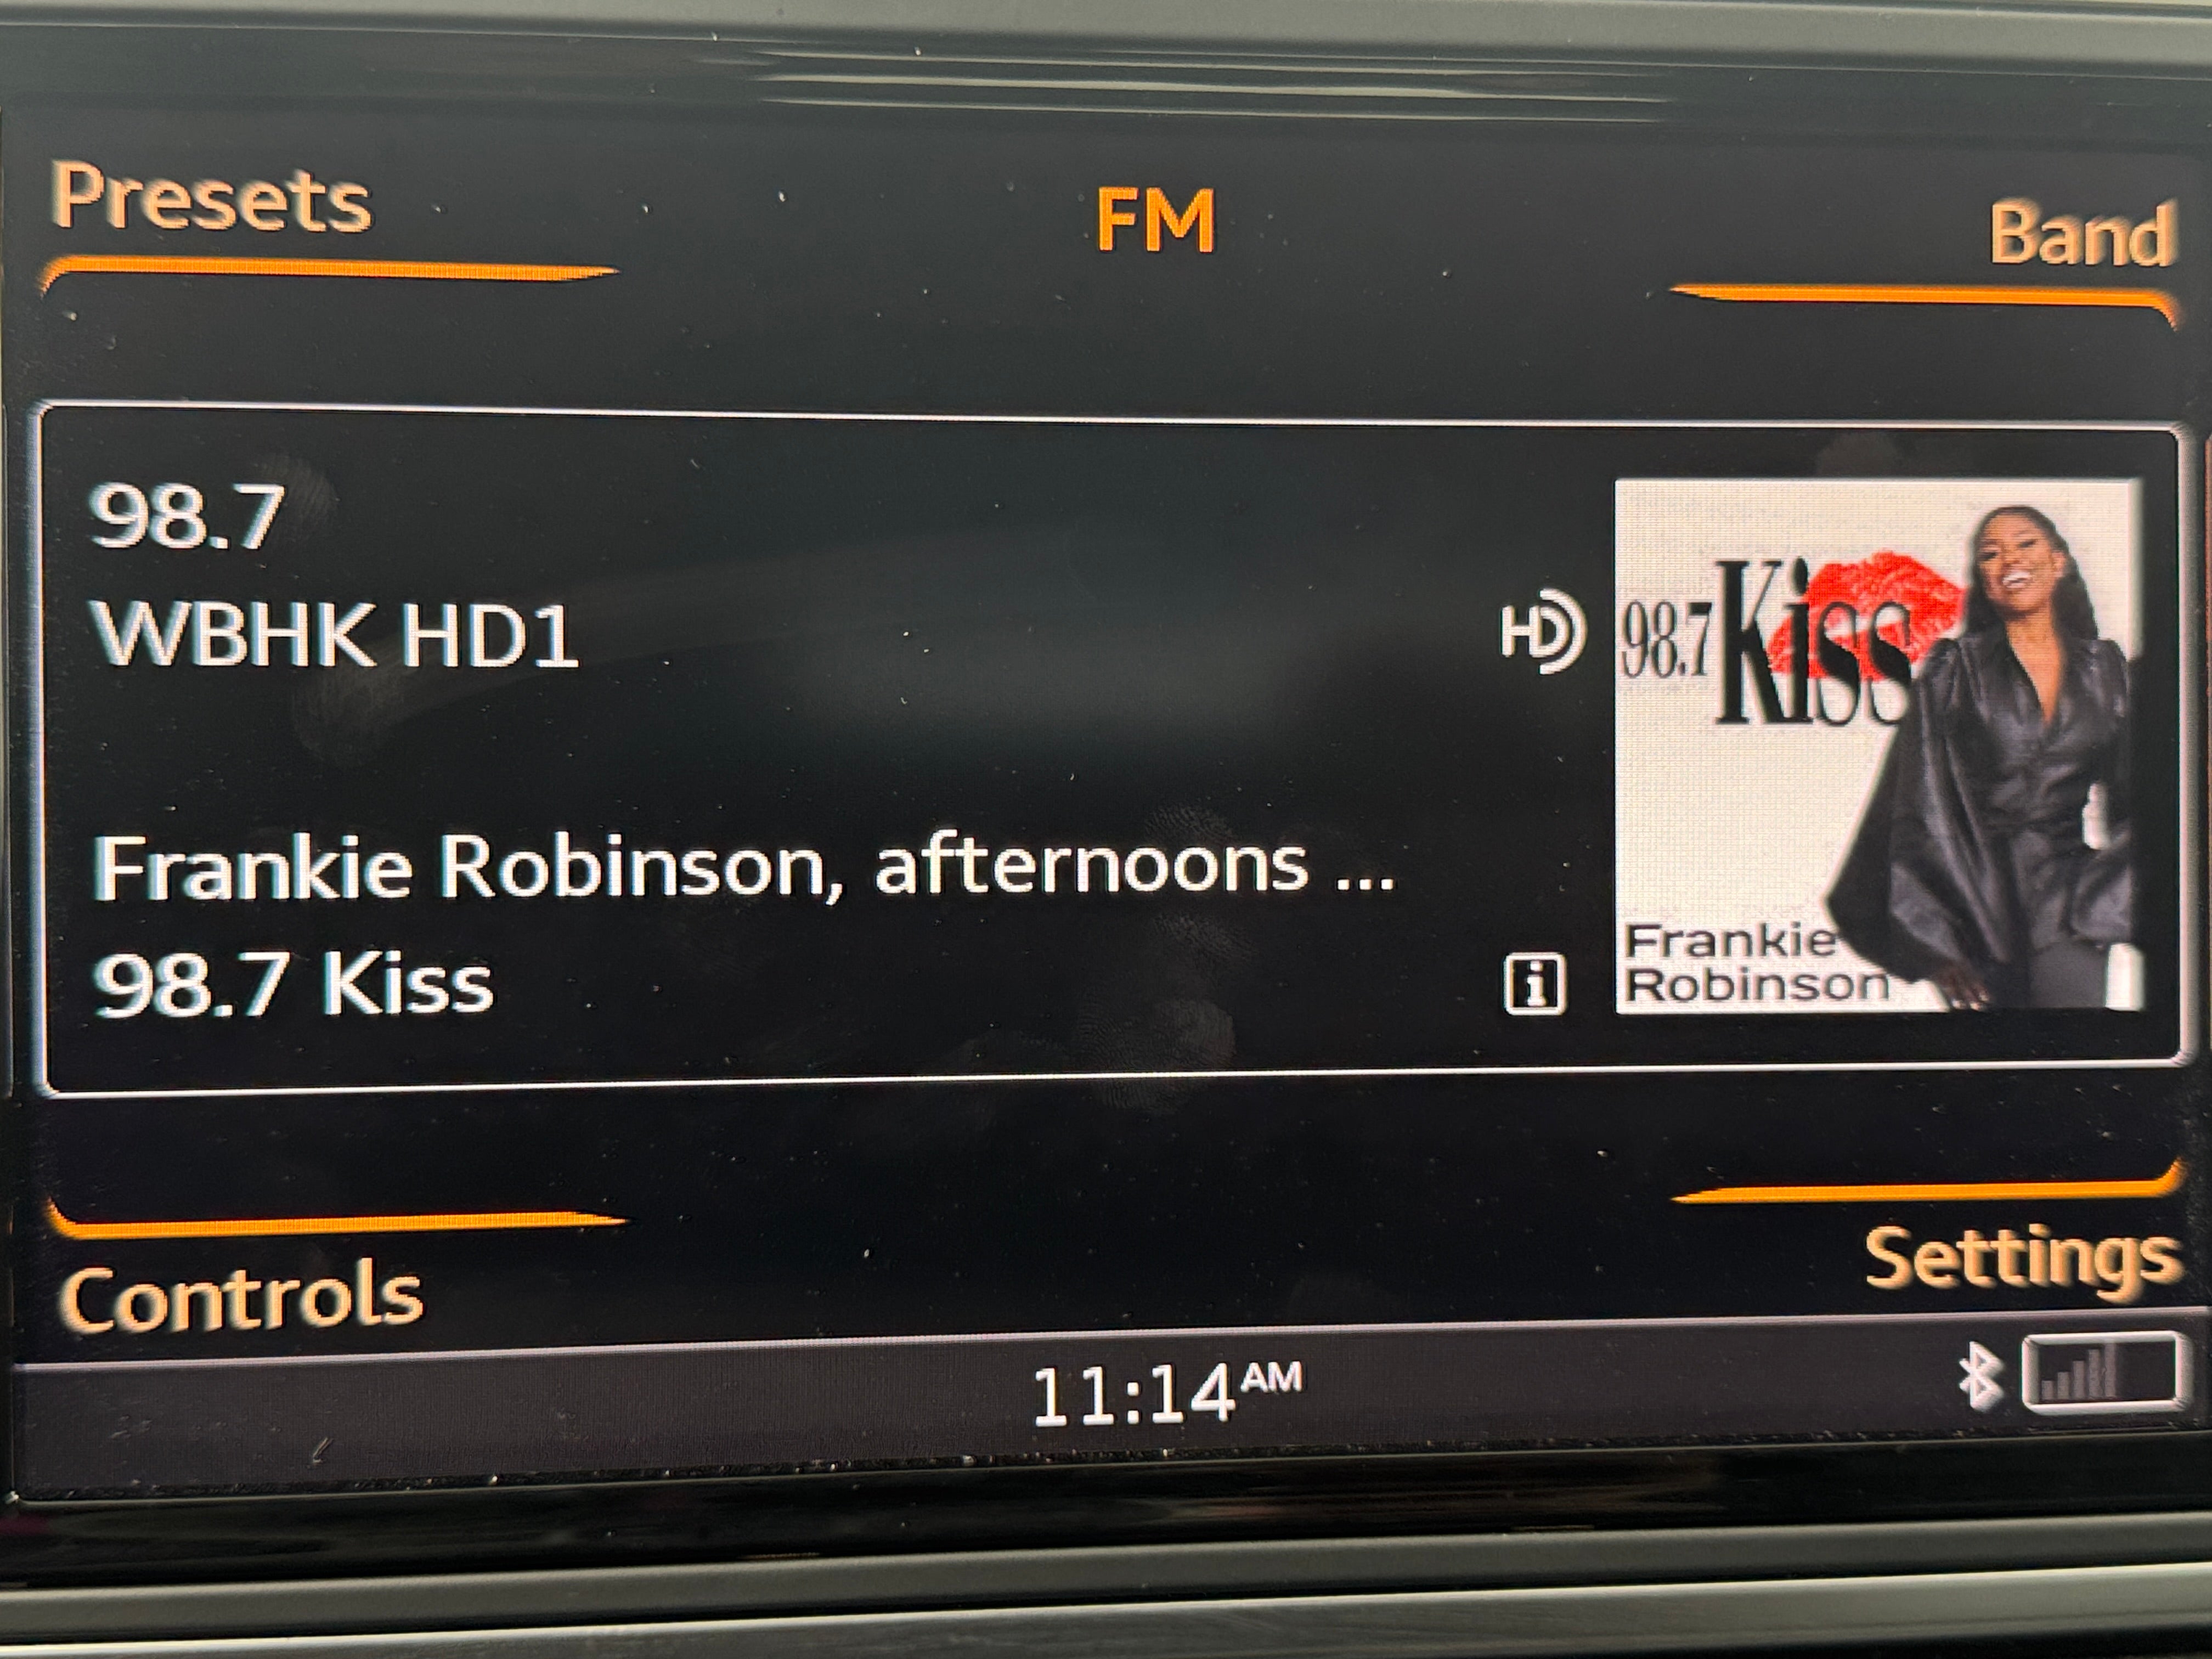 Presets
FM
Band
98.7
WBHK HD1
HD
98.7 Kiss
Frankie Robinson, afternoons ...
98.7 Kiss
i
Frankie
Robinson
Controls
Settings
11:14 AM